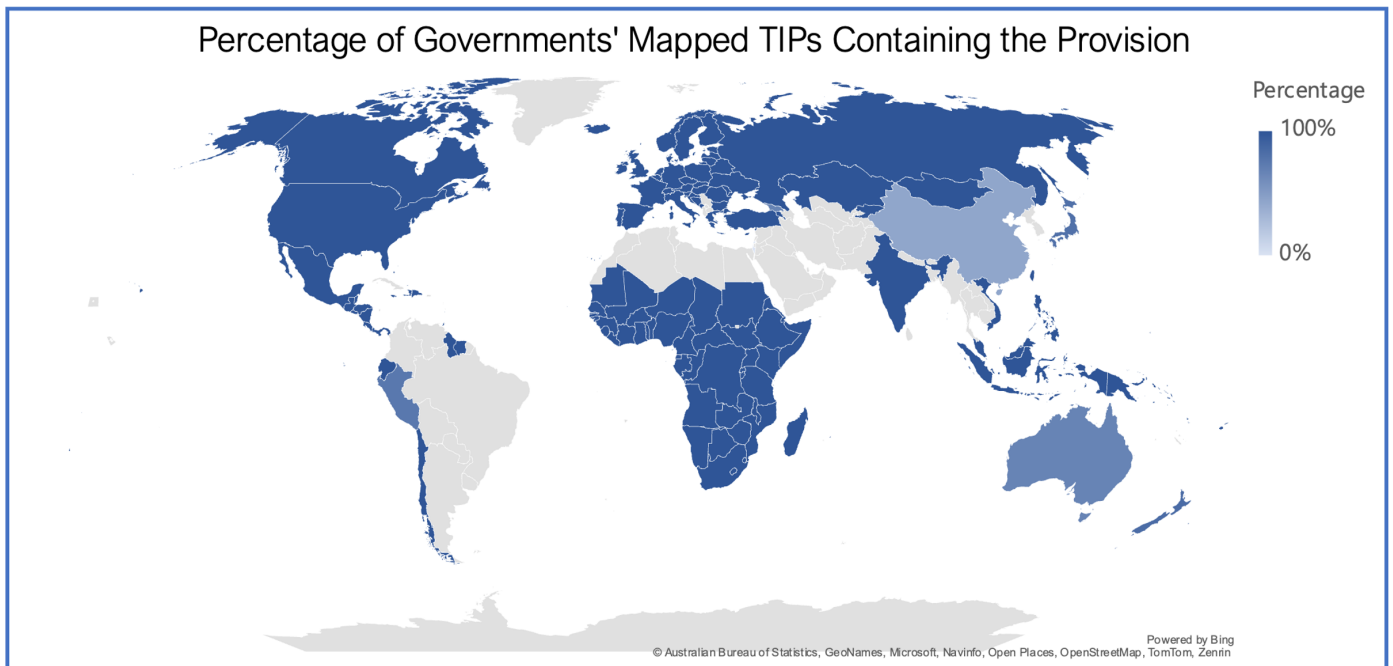 Percentage of Governments' Mapped TIPs Containing the Provision
Percentage
100%
0%
Powered by Bing
© Australian Bureau of Statistics, GeoNames, Microsoft, Navinfo, Open Places, OpenStreetMap, TomTom, Zenrin